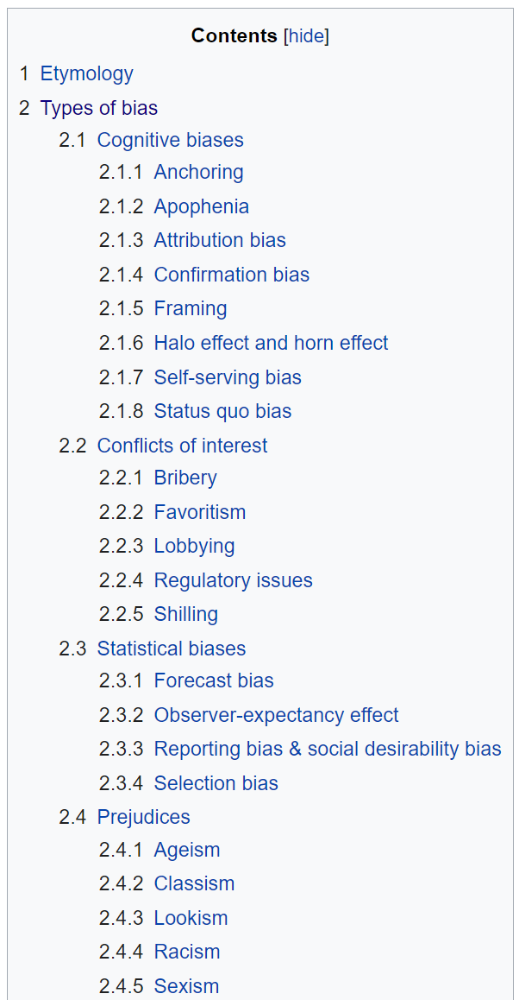 Contents [hide]
1 Etymology
2 Types of bias
2.1 Cognitive biases
2.1.1 Anchoring
2.1.2 Apophenia
2.1.3 Attribution bias
2.1.4 Confirmation bias
2.1.5 Framing
2.1.6 Halo effect and horn effect
2.1.7 Self-serving bias
2.1.8 Status quo bias
2.2 Conflicts of interest
2.2.1 Bribery
2.2.2 Favoritism
2.2.3 Lobbying
2.2.4 Regulatory issues
2.2.5 Shilling
2.3 Statistical biases
2.3.1 Forecast bias
2.3.2 Observer-expectancy effect
2.3.3 Reporting bias & social desirability bias
2.3.4 Selection bias
2.4 Prejudices
2.4.1 Ageism
2.4.2 Classism
2.4.3 Lookism
2.4.4 Racism
2.4.5 Sexism